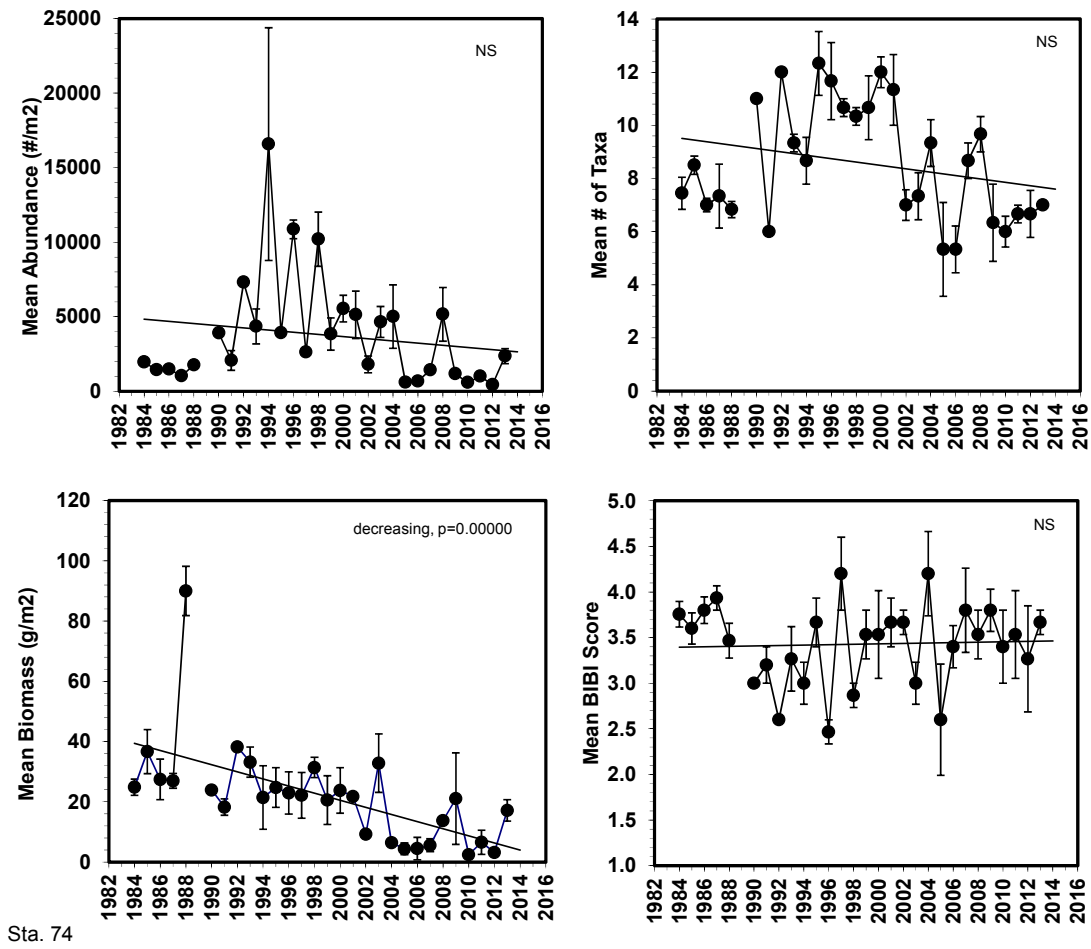 25000
20000
15000
10000
5000
0
Mean Abundance (#/m2)
NS
1982 1984 1986 1988 1990 1992 1994 1996 1998 2000 2002 2004 2006 2008 2010 2012 2014 2016
14
12
10
8
6
4
2
0
Mean # of Taxa
NS
1982 1984 1986 1988 1990 1992 1994 1996 1998 2000 2002 2004 2006 2008 2010 2012 2014 2016
120
100
80
60
40
20
0
Mean Biomass (g/m2)
decreasing, p=0.00000
1982 1984 1986 1988 1990 1992 1994 1996 1998 2000 2002 2004 2006 2008 2010 2012 2014 2016
5.0
4.5
4.0
3.5
3.0
2.5
2.0
1.5
1.0
Mean BIBI Score
NS
1982 1984 1986 1988 1990 1992 1994 1996 1998 2000 2002 2004 2006 2008 2010 2012 2014 2016
Sta. 74